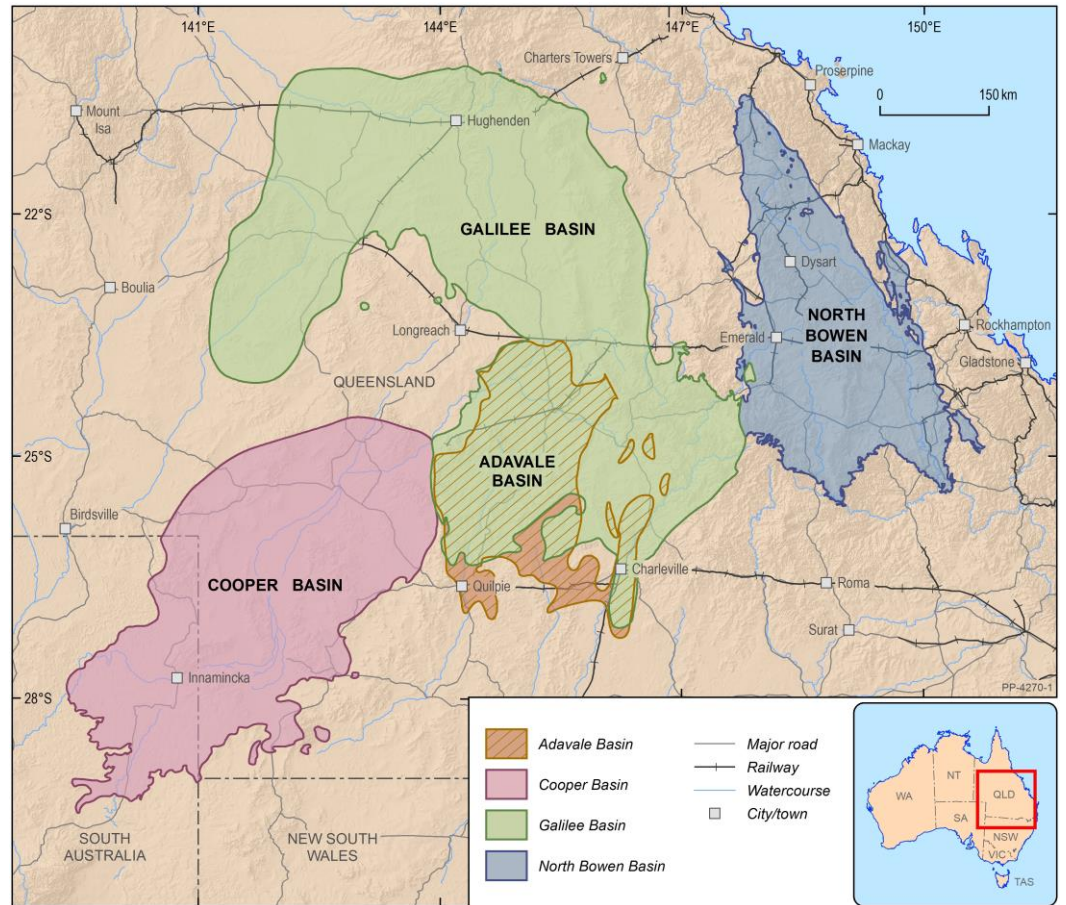 141°E
144°E
147°E
150°E
Charters Towers
Proserpine
0
150 km
Mount
Isa
Hughenden
Mackay
22°S
GALILEE BASIN
Dysart
Boulia
NORTH
BOWEN
BASIN
Longreach
Emerald
Rockhampton
Gladstone
QUEENSLAND
25°S
ADAVALE
BASIN
Birdsville
COOPER BASIN
Quilpie
Charleville
Roma
Surat
Innamincka
28°S
PP-4270-1
Adavale Basin
Cooper Basin
Galilee Basin
North Bowen Basin
Major road
Railway
Watercourse
City/town
SOUTH
AUSTRALIA
NEW SOUTH
WALES
NT
QLD
WA
SA
NSW
VIC
TAS